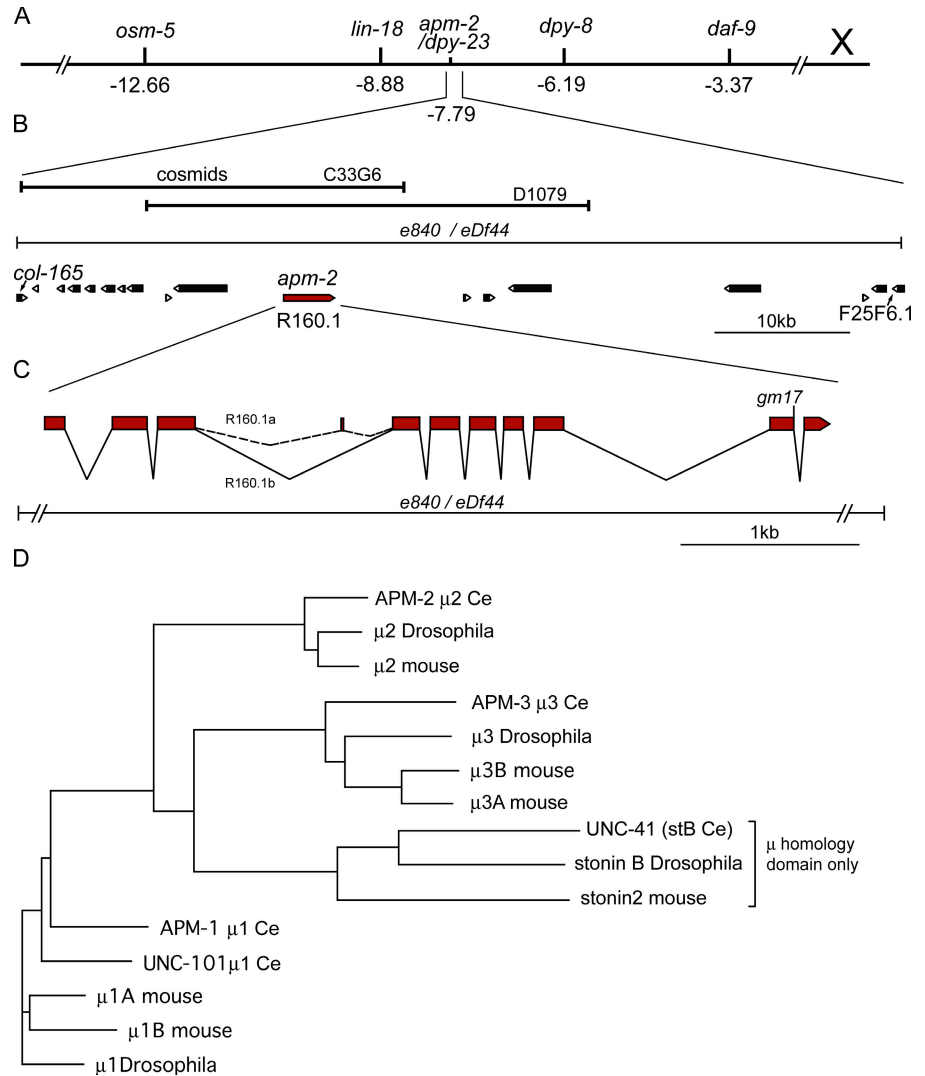 A
osm-5
lin-18
apm-2
/dpy-23
dpy-8
daf-9
X
-12.66
-8.88
-7.79
-6.19
-3.37
B
cosmids
C33G6
D1079
e840 / eDf44
col-165
apm-2
R160.1
F25F6.1
10kb
C
gm17
R160.1a
R160.1b
e840 / eDf44
1kb
D
APM-2 μ2 Ce
μ2 Drosophila
μ2 mouse
APM-3 μ3 Ce
μ3 Drosophila
μ3B mouse
μ3A mouse
UNC-41 (stB Ce)
stonin B Drosophila
stonin2 mouse
μ homology
domain only
APM-1 μ1 Ce
UNC-101μ1 Ce
μ1A mouse
μ1B mouse
μ1Drosophila